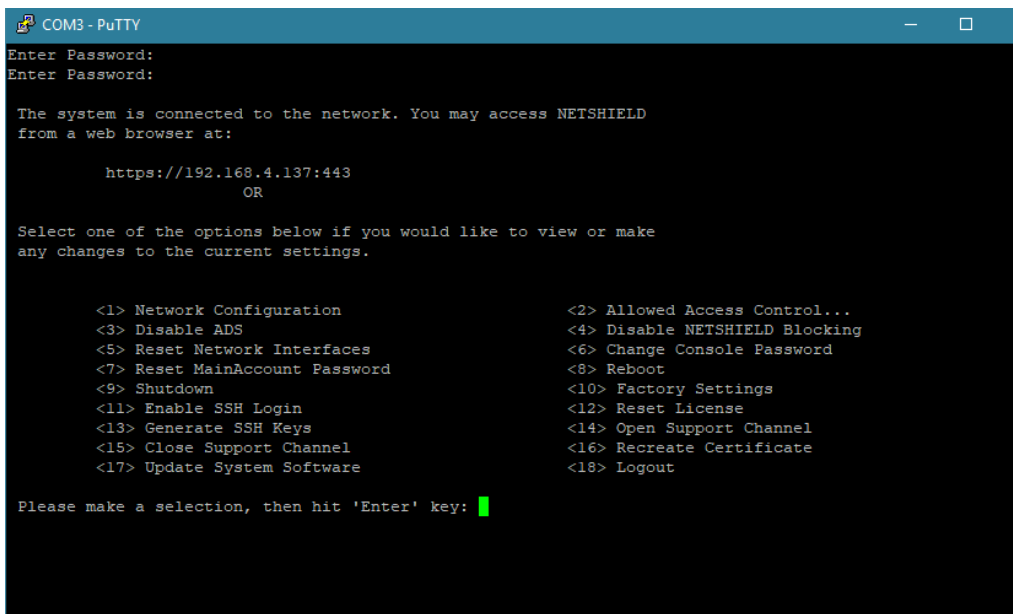 COM3 - PuTTY
Enter Password:
Enter Password:
The system is connected to the network. You may access NETSHIELD
from a web browser at:
https://192.168.4.137:443
OR
Select one of the options below if you would like to view or make
any changes to the current settings.
<1> Network Configuration <2> Allowed Access Control...
<3> Disable ADS <4> Disable NETSHIELD Blocking
<5> Reset Network Interfaces <6> Change Console Password
<7> Reset MainAccount Password <8> Reboot
<9> Shutdown <10> Factory Settings
<11> Enable SSH Login <12> Reset License
<13> Generate SSH Keys <14> Open Support Channel
<15> Close Support Channel <16> Recreate Certificate
<17> Update System Software <18> Logout
Please make a selection, then hit 'Enter' key: